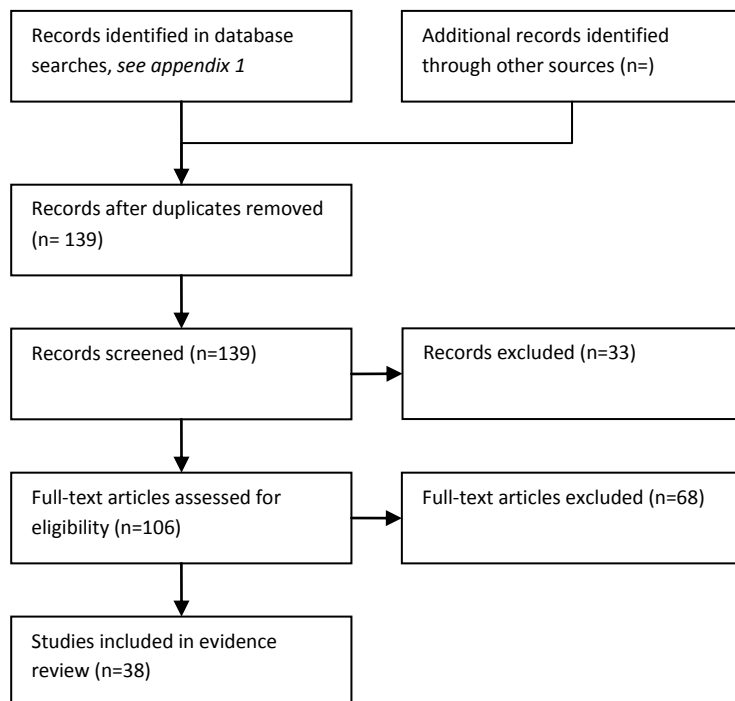 Records identified in database
searches, see appendix 1
Additional records identified
through other sources (n=)
Records after duplicates removed
(n= 139)
Records screened (n=139)
Records excluded (n=33)
Full-text articles assessed for
eligibility (n=106)
Full-text articles excluded (n=68)
Studies included in evidence
review (n=38)